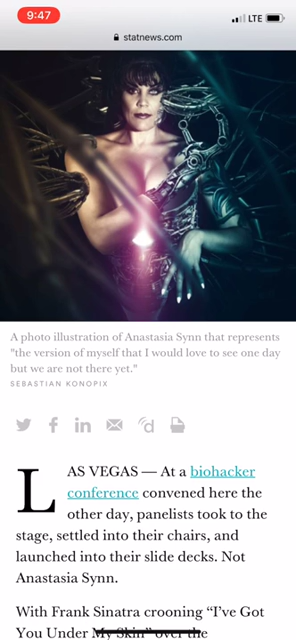 9:47
LTE
statnews.com
A photo illustration of Anastasia Synn that represents
"the version of myself that I would love to see one day
but we are not there yet."
SEBASTIAN KONOPIX
LAS VEGAS — At a biohacker
conference convened here the
other day, panelists took to the
stage, settled into their chairs, and
launched into their slide decks. Not
Anastasia Synn.
With Frank Sinatra crooning “I’ve Got
You Under My Skin” over the